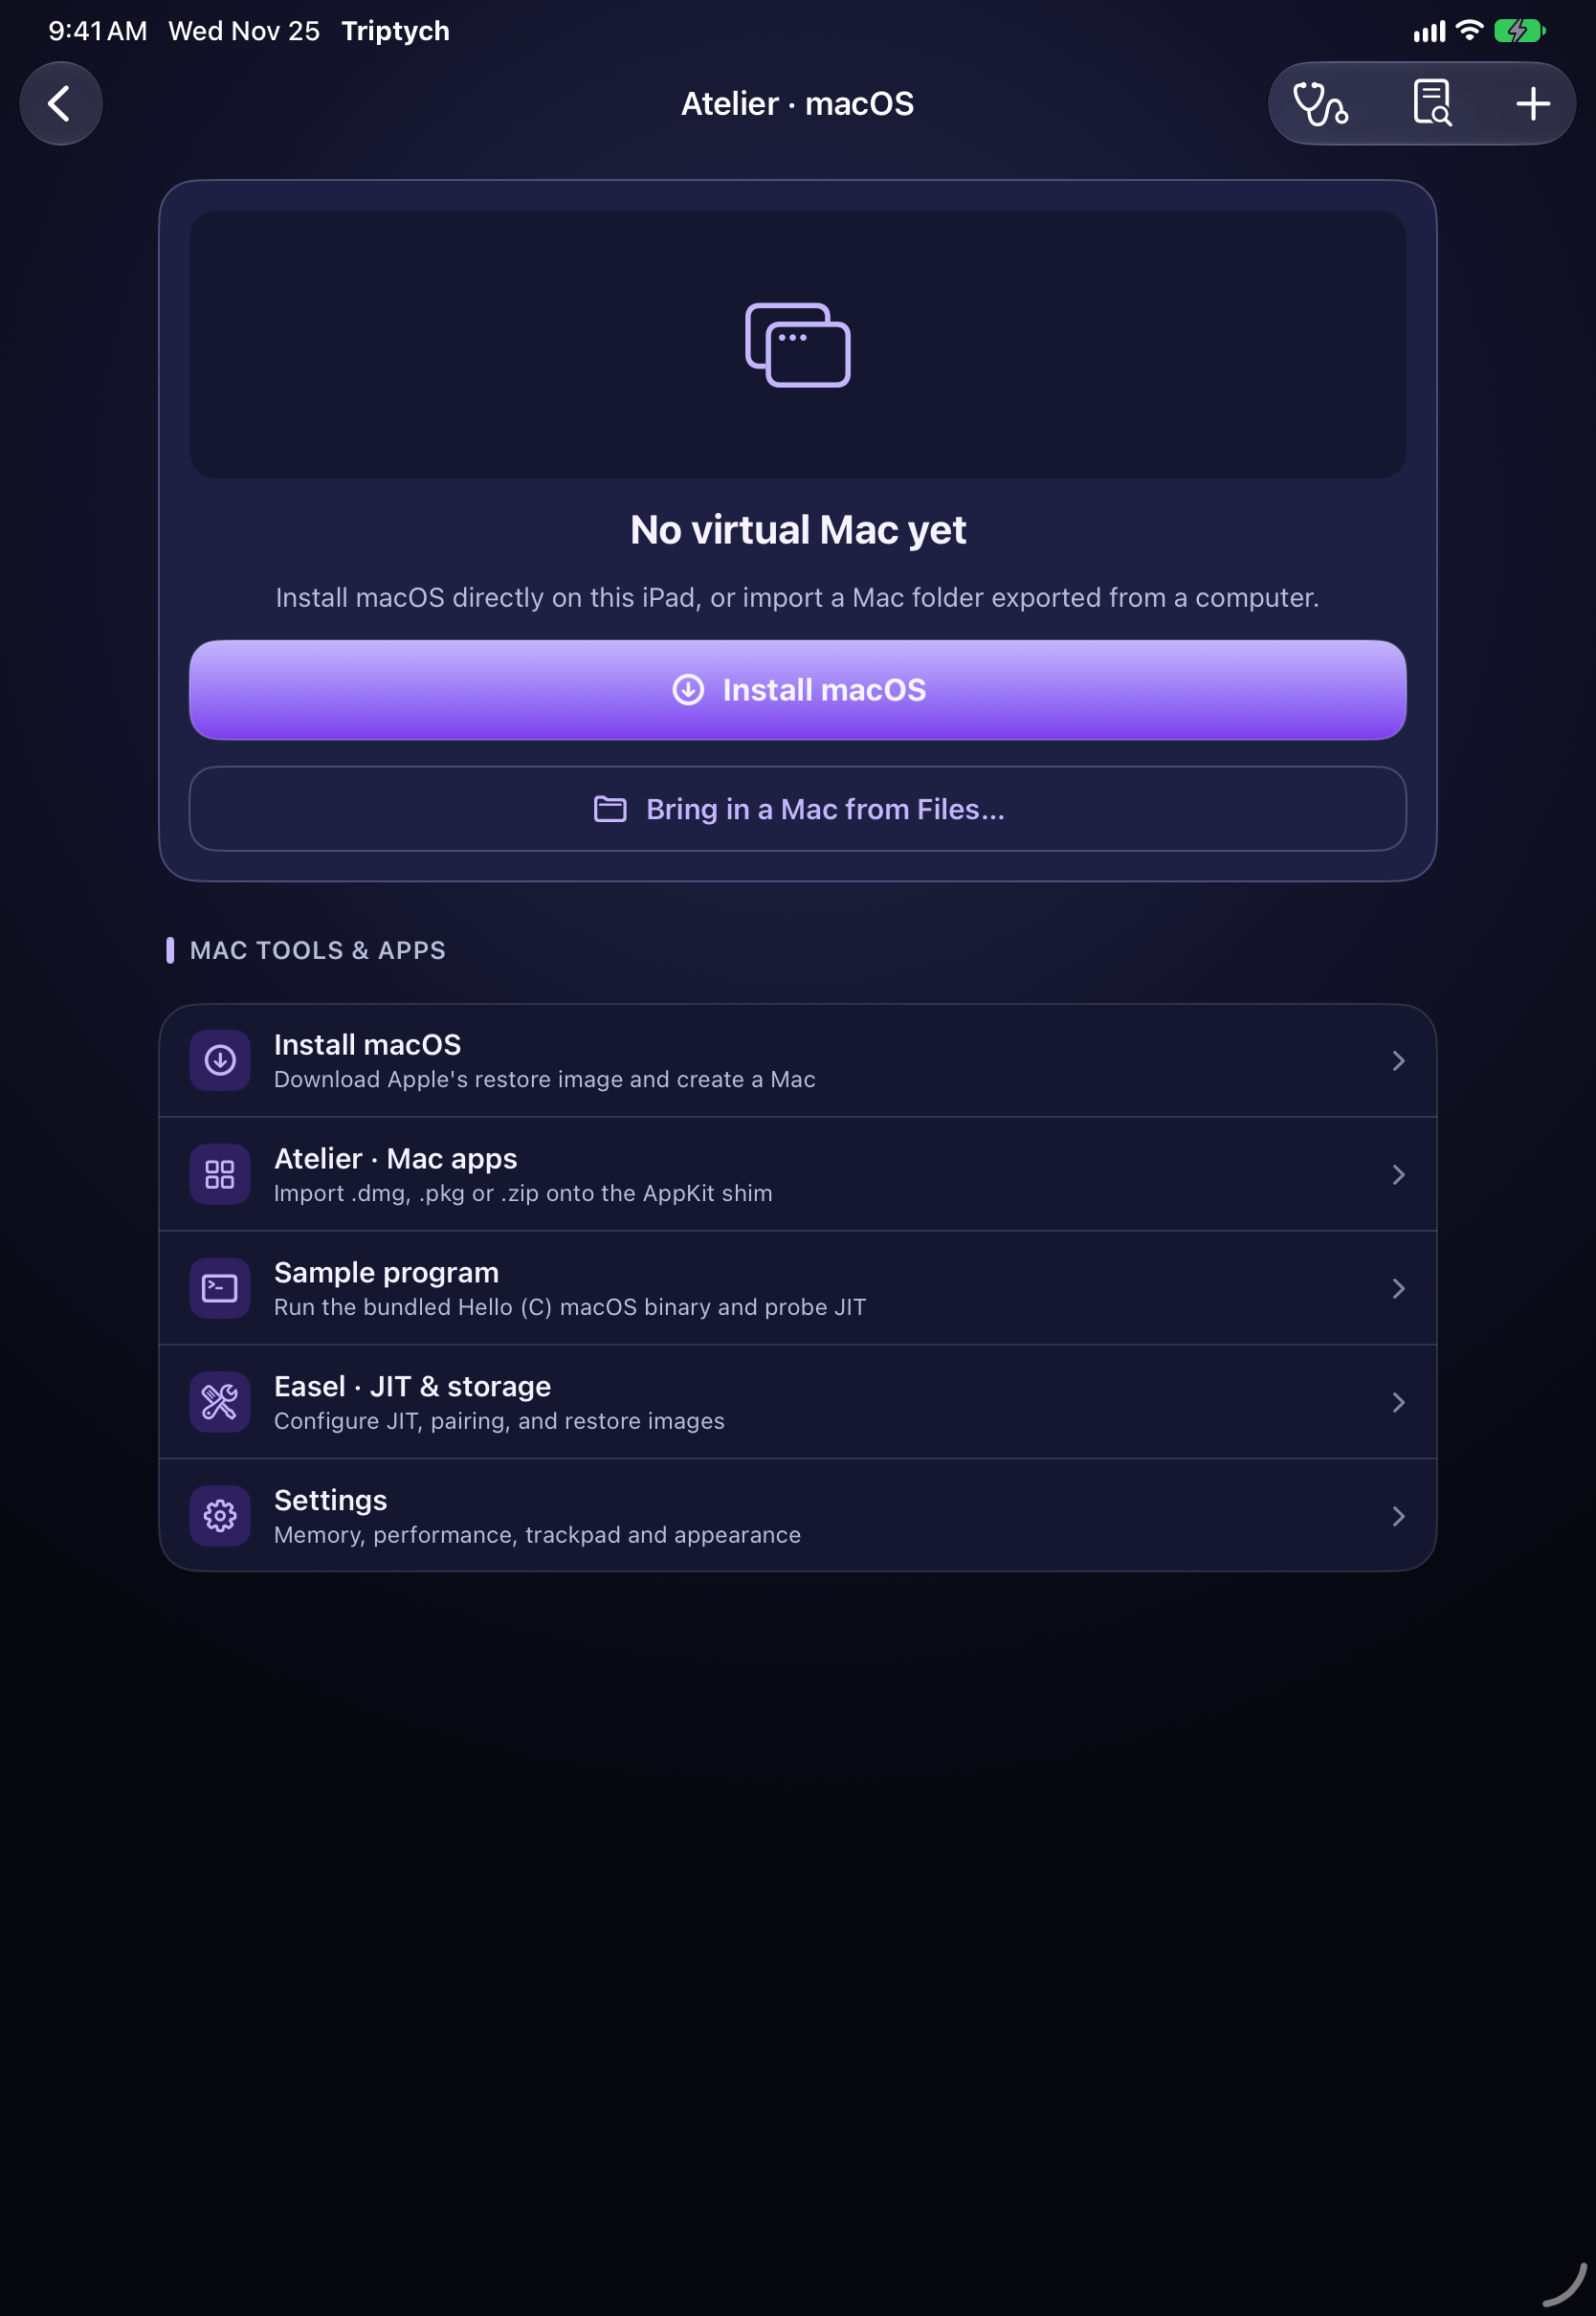 9:41 AM Wed Nov 25 Triptych
Atelier · macOS
No virtual Mac yet
Install macOS directly on this iPad, or import a Mac folder exported from a computer.
Install macOS
Bring in a Mac from Files...
MAC TOOLS & APPS
Install macOS
Download Apple's restore image and create a Mac
Atelier · Mac apps
Import .dmg, .pkg or .zip onto the AppKit shim
Sample program
Run the bundled Hello (C) macOS binary and probe JIT
Easel · JIT & storage
Configure JIT, pairing, and restore images
Settings
Memory, performance, trackpad and appearance